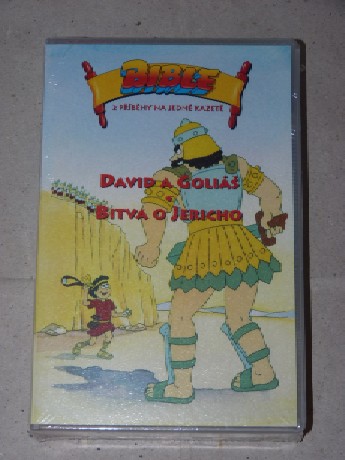 BIBLE
2 PŘÍBĚHY NA JEDNÉ KAZETĚ
DAVID A GOLIÁŠ
BITVA O JERICHO